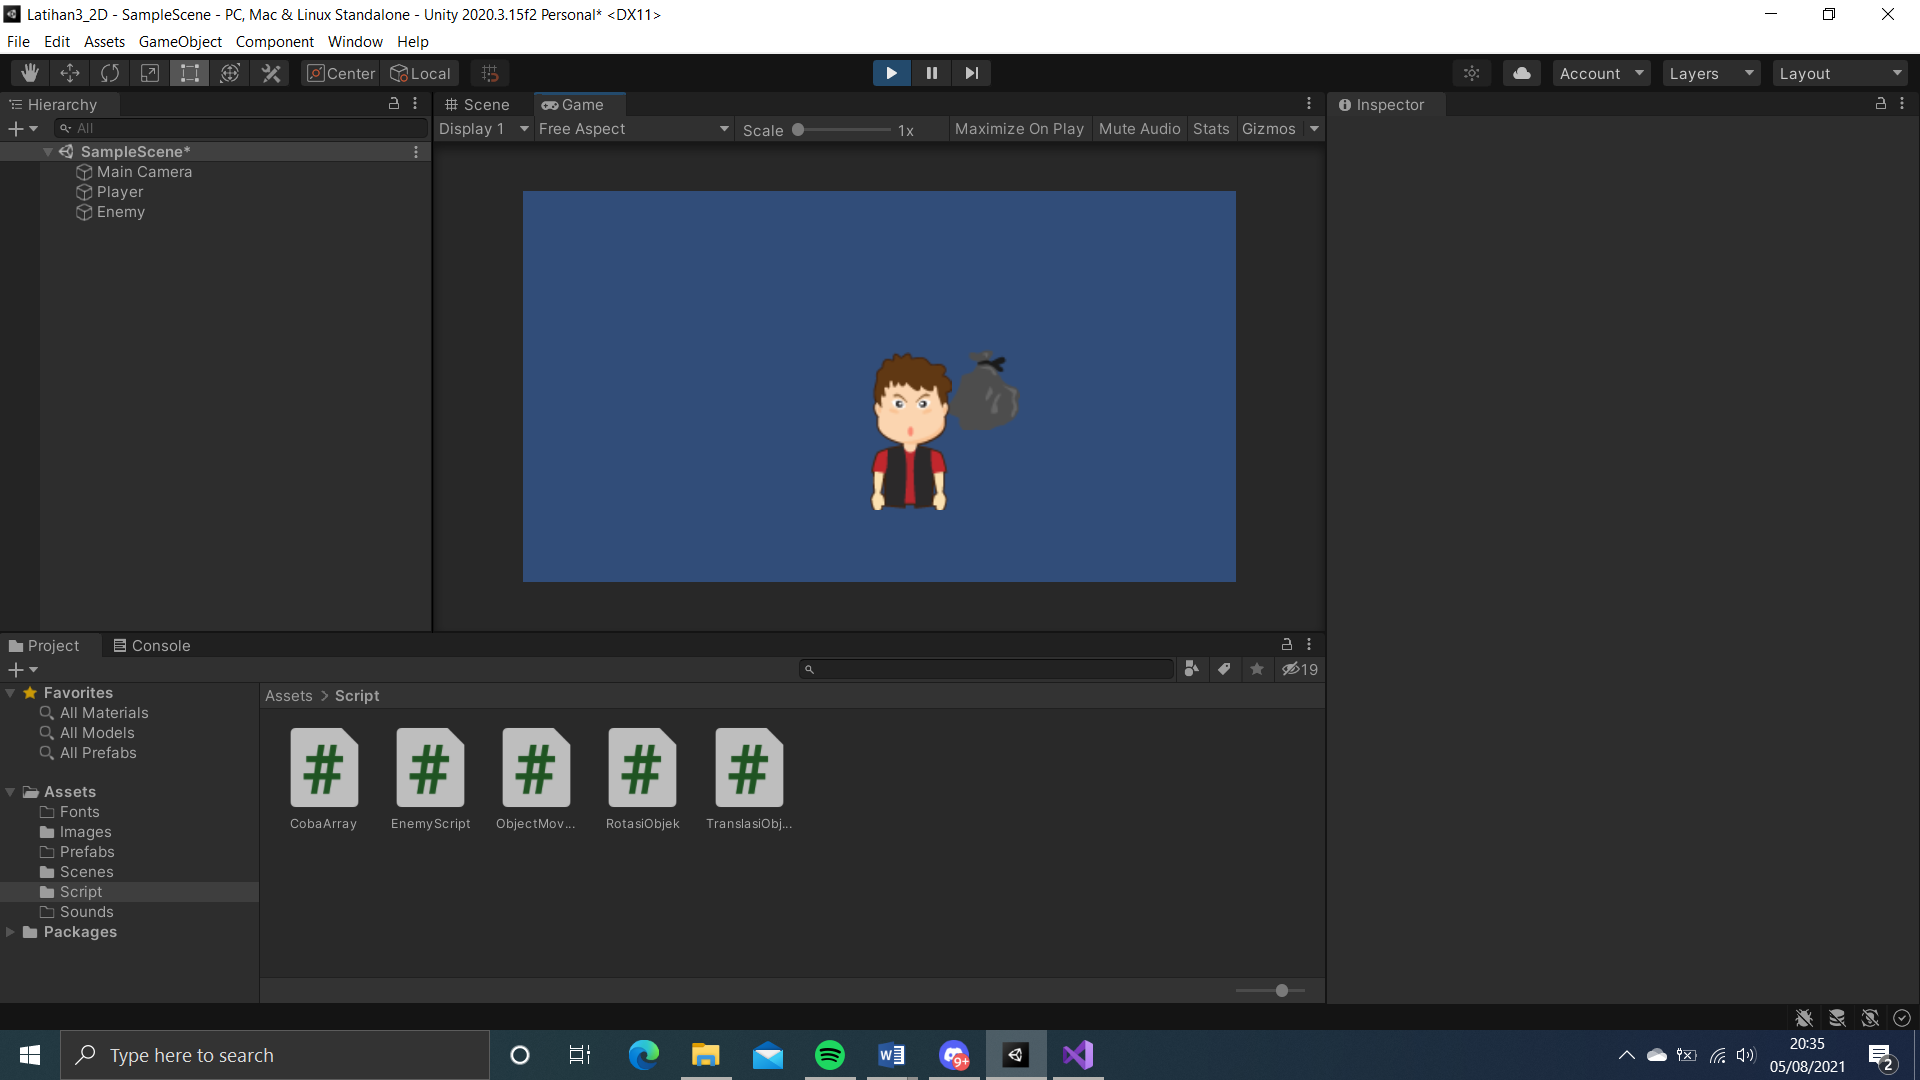 Latihan3_2D - SampleScene - PC, Mac & Linux Standalone - Unity 2020.3.15f2 Personal* <DX11>
File Edit Assets GameObject Component Window Help
Center Local Account Layers Layout
Hierarchy
All
SampleScene*
Main Camera
Player
Enemy
Scene Game
Display 1 Free Aspect Scale 1x Maximize On Play Mute Audio Stats Gizmos
Inspector
Project Console
19
Favorites
All Materials
All Models
All Prefabs
Assets
Fonts
Images
Prefabs
Scenes
Script
Sounds
Packages
Assets > Script
# # # # #
CobaArray EnemyScript ObjectMov... RotasiObjek TranslasiObj...
Type here to search
W
9+
20:35
05/08/2021
2